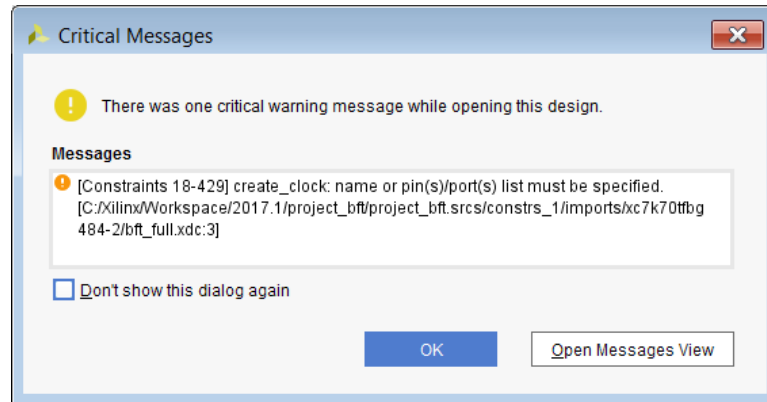 Critical Messages
There was one critical warning message while opening this design.
Messages
[Constraints 18-429] create_clock: name or pin(s)/port(s) list must be specified.
[C:/Xilinx/Workspace/2017.1/project_bft/project_bft.srcs/constrs_1/imports/xc7k70tfbg
484-2/bft_full.xdc:3]
Don't show this dialog again
OK
Open Messages View